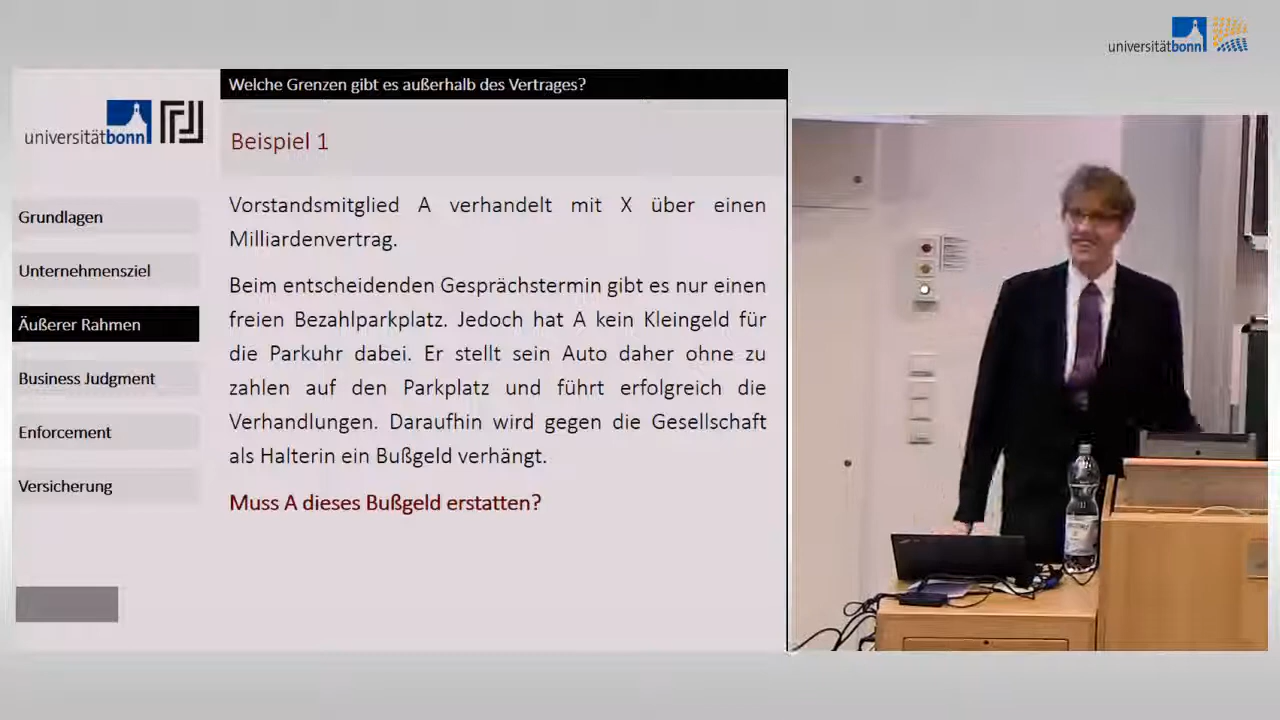 universitätbonn
Welche Grenzen gibt es außerhalb des Vertrages?
universitätbonn
Beispiel 1
Grundlagen
Unternehmensziel
Äußerer Rahmen
Business Judgment
Enforcement
Versicherung
Vorstandsmitglied A verhandelt mit X über einen
Milliardenvertrag.
Beim entscheidenden Gesprächstermin gibt es nur einen
freien Bezahlparkplatz. Jedoch hat A kein Kleingeld für
die Parkuhr dabei. Er stellt sein Auto daher ohne zu
zahlen auf den Parkplatz und führt erfolgreich die
Verhandlungen. Daraufhin wird gegen die Gesellschaft
als Halterin ein Bußgeld verhängt.
Muss A dieses Bußgeld erstatten?